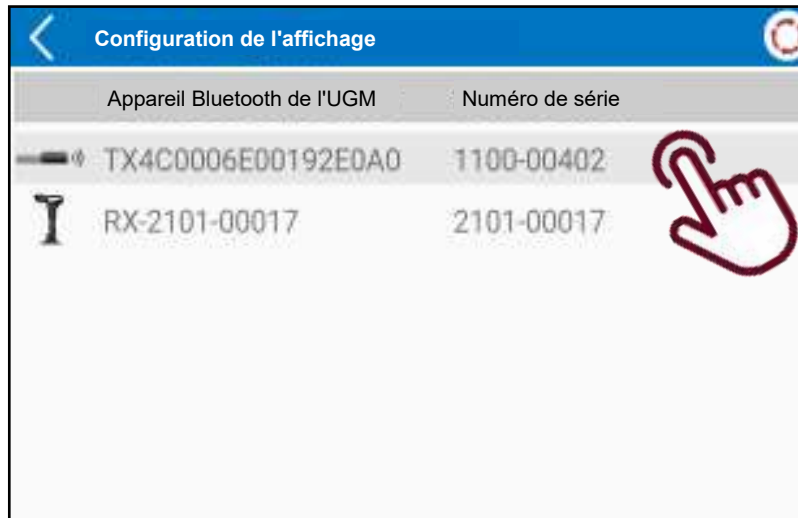 Configuration de l'affichage
Appareil Bluetooth de l'UGM Numéro de série
TX4C0006E00192E0A0 1100-00402
RX-2101-00017 2101-00017